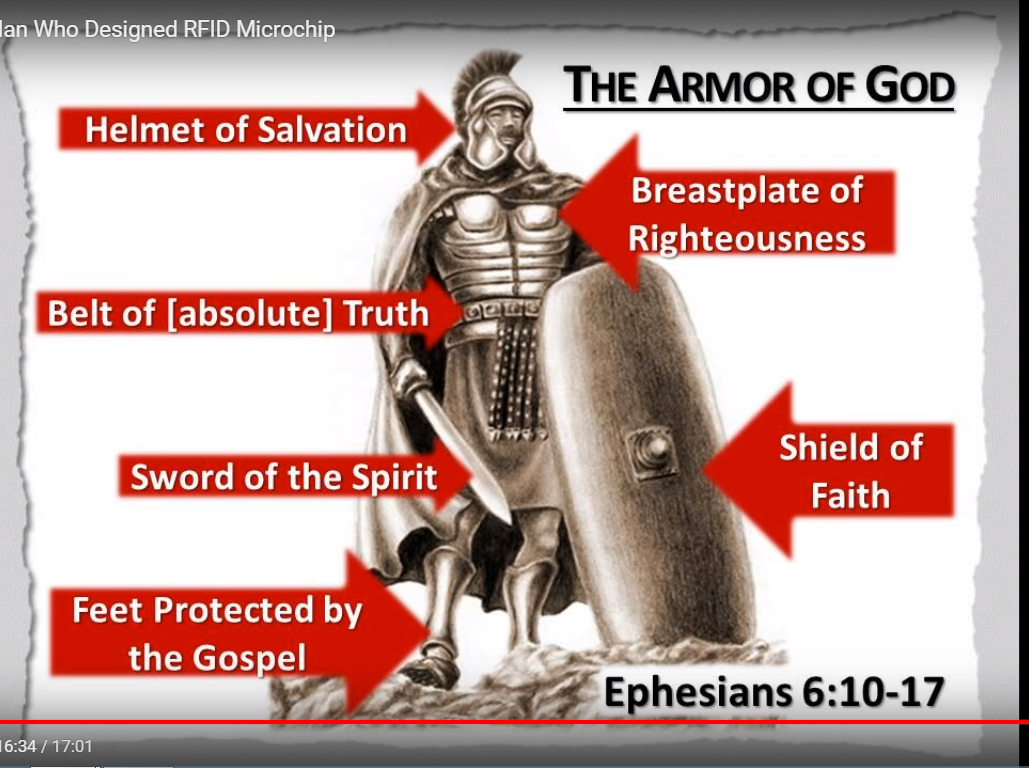 Man Who Designed RFID Microchip
THE ARMOR OF GOD
Helmet of Salvation
Breastplate of
Righteousness
Belt of [absolute] Truth
Sword of the Spirit
Shield of
Faith
Feet Protected by
the Gospel
Ephesians 6:10-17
16:34 / 17:01